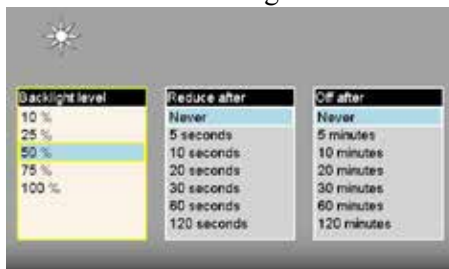 Backlight level
10 %
25 %
50 %
75 %
100 %
Reduce after
Never
5 seconds
10 seconds
20 seconds
30 seconds
60 seconds
120 seconds
Off after
Never
5 minutes
10 minutes
20 minutes
30 minutes
60 minutes
120 minutes